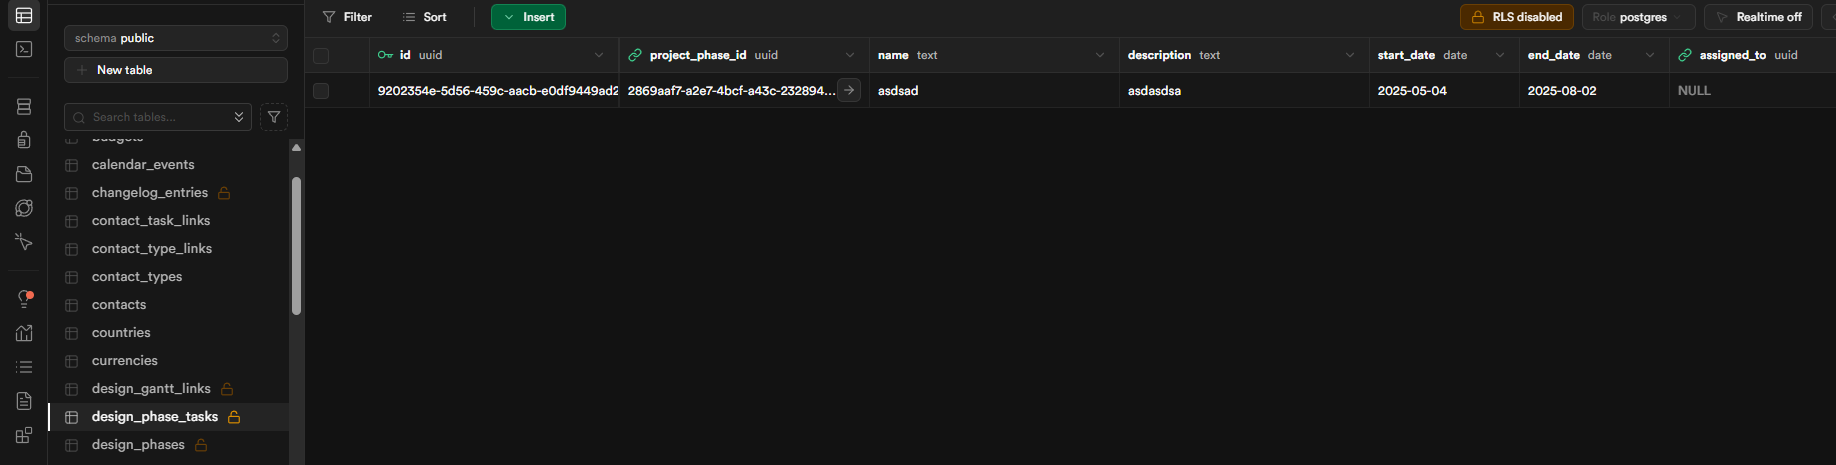 Filter
Sort
Insert
RLS disabled
Role postgres
Realtime off
schema public
New table
Search tables...
budgets
calendar_events
changelog_entries
contact_task_links
contact_type_links
contact_types
contacts
countries
currencies
design_gantt_links
design_phase_tasks
design_phases
id uuid project_phase_id uuid name text description text start_date date end_date date assigned_to uuid
9202354e-5d56-459c-aacb-e0df9449ad2 2869aaf7-a2e7-4bcf-a43c-232894... asdsad asdasdsa 2025-05-04 2025-08-02 NULL